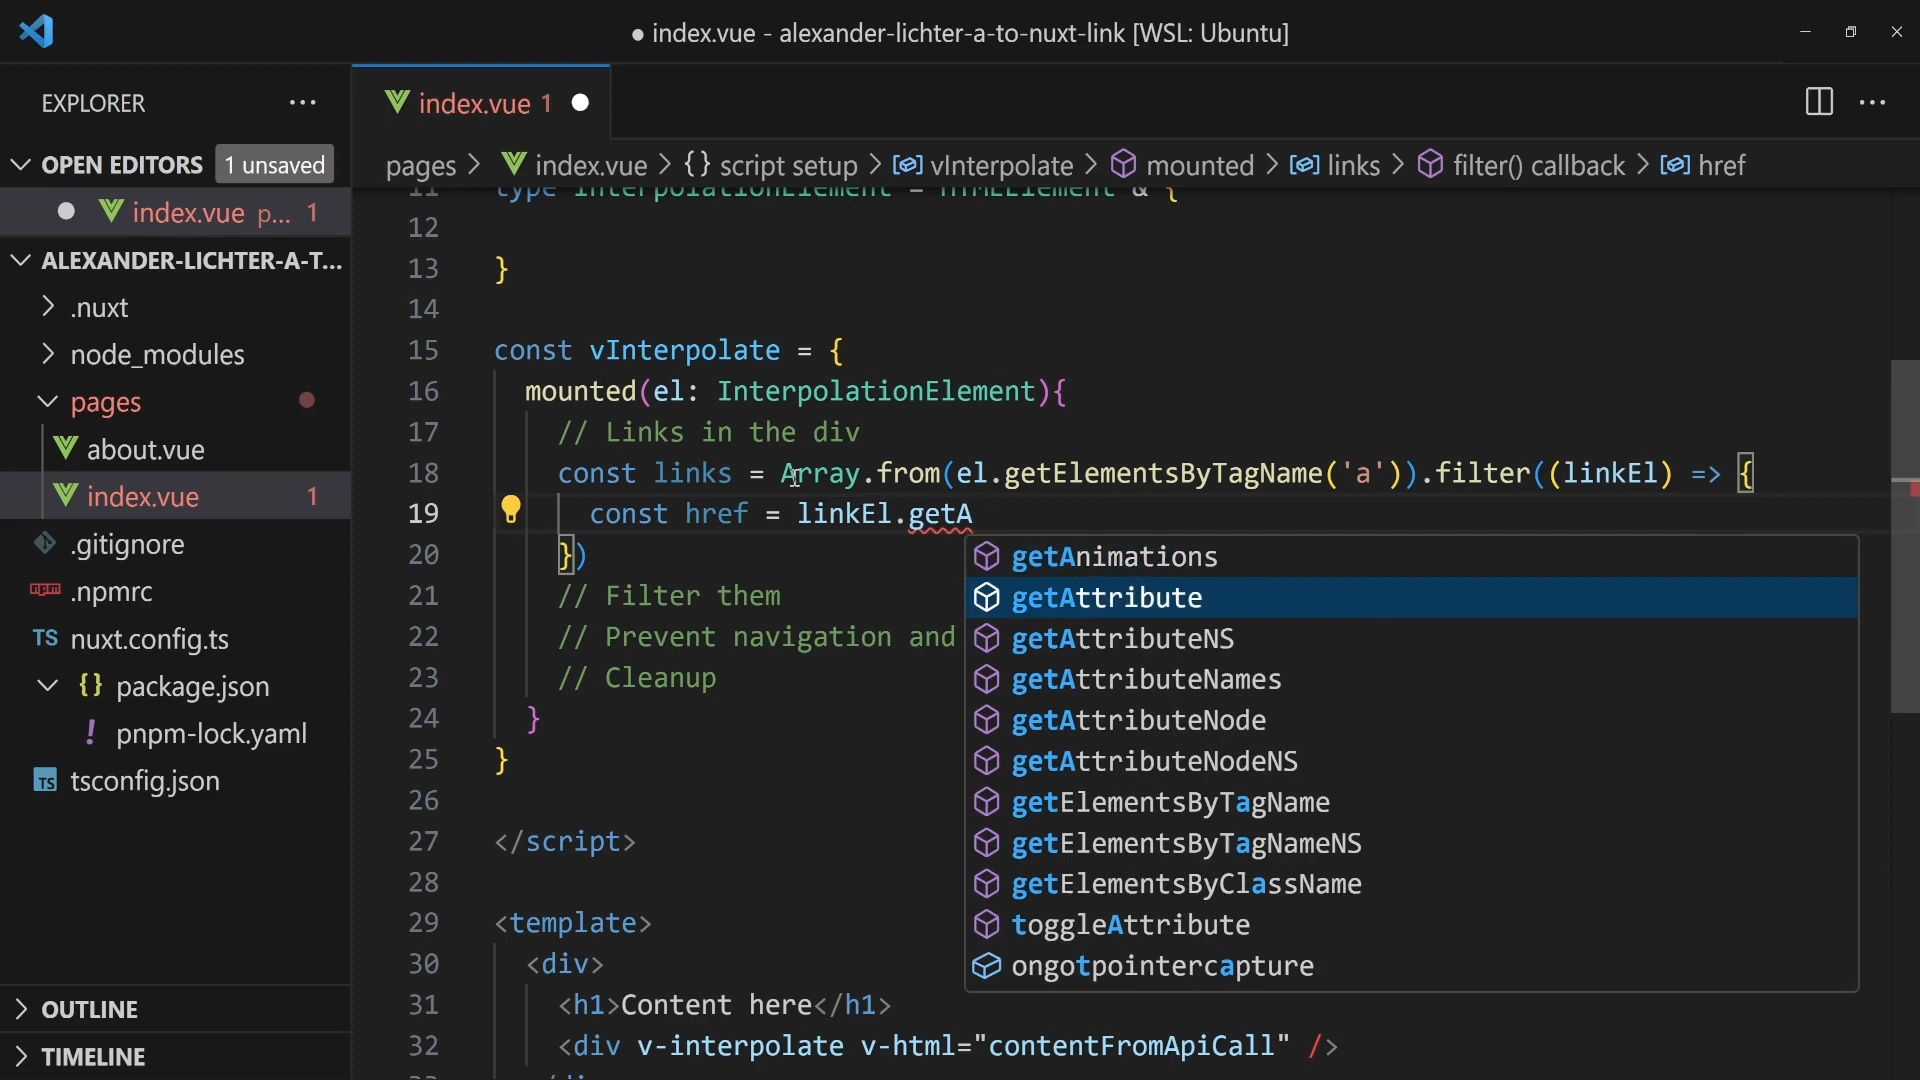 index.vue - alexander-lichter-a-to-nuxt-link [WSL: Ubuntu]
EXPLORER
index.vue 1
OPEN EDITORS 1 unsaved
pages > index.vue > {} script setup > vInterpolate > mounted > links > filter() callback > href
index.vue p... 1
ALEXANDER-LICHTER-A-T...
.nuxt
node_modules
pages
about.vue
index.vue 1
.gitignore
.npmrc
TS nuxt.config.ts
{} package.json
! pnpm-lock.yaml
TS tsconfig.json
OUTLINE
TIMELINE
11 type InterpolationElement = HTMLElement & {
12
13 }
14
15 const vInterpolate = {
16 mounted(el: InterpolationElement){
17 // Links in the div
18 const links = Array.from(el.getElementsByTagName('a')).filter((linkEl) => {
19 const href = linkEl.getA
20 })
21 // Filter them
22 // Prevent navigation and
23 // Cleanup
24 }
25 }
26
27 </script>
28
29 <template>
30 <div>
31 <h1>Content here</h1>
32 <div v-interpolate v-html="contentFromApiCall" />
getAnimations
getAttribute
getAttributeNS
getAttributeNames
getAttributeNode
getAttributeNodeNS
getElementsByTagName
getElementsByTagNameNS
getElementsByClassName
toggleAttribute
ongotpointercapture